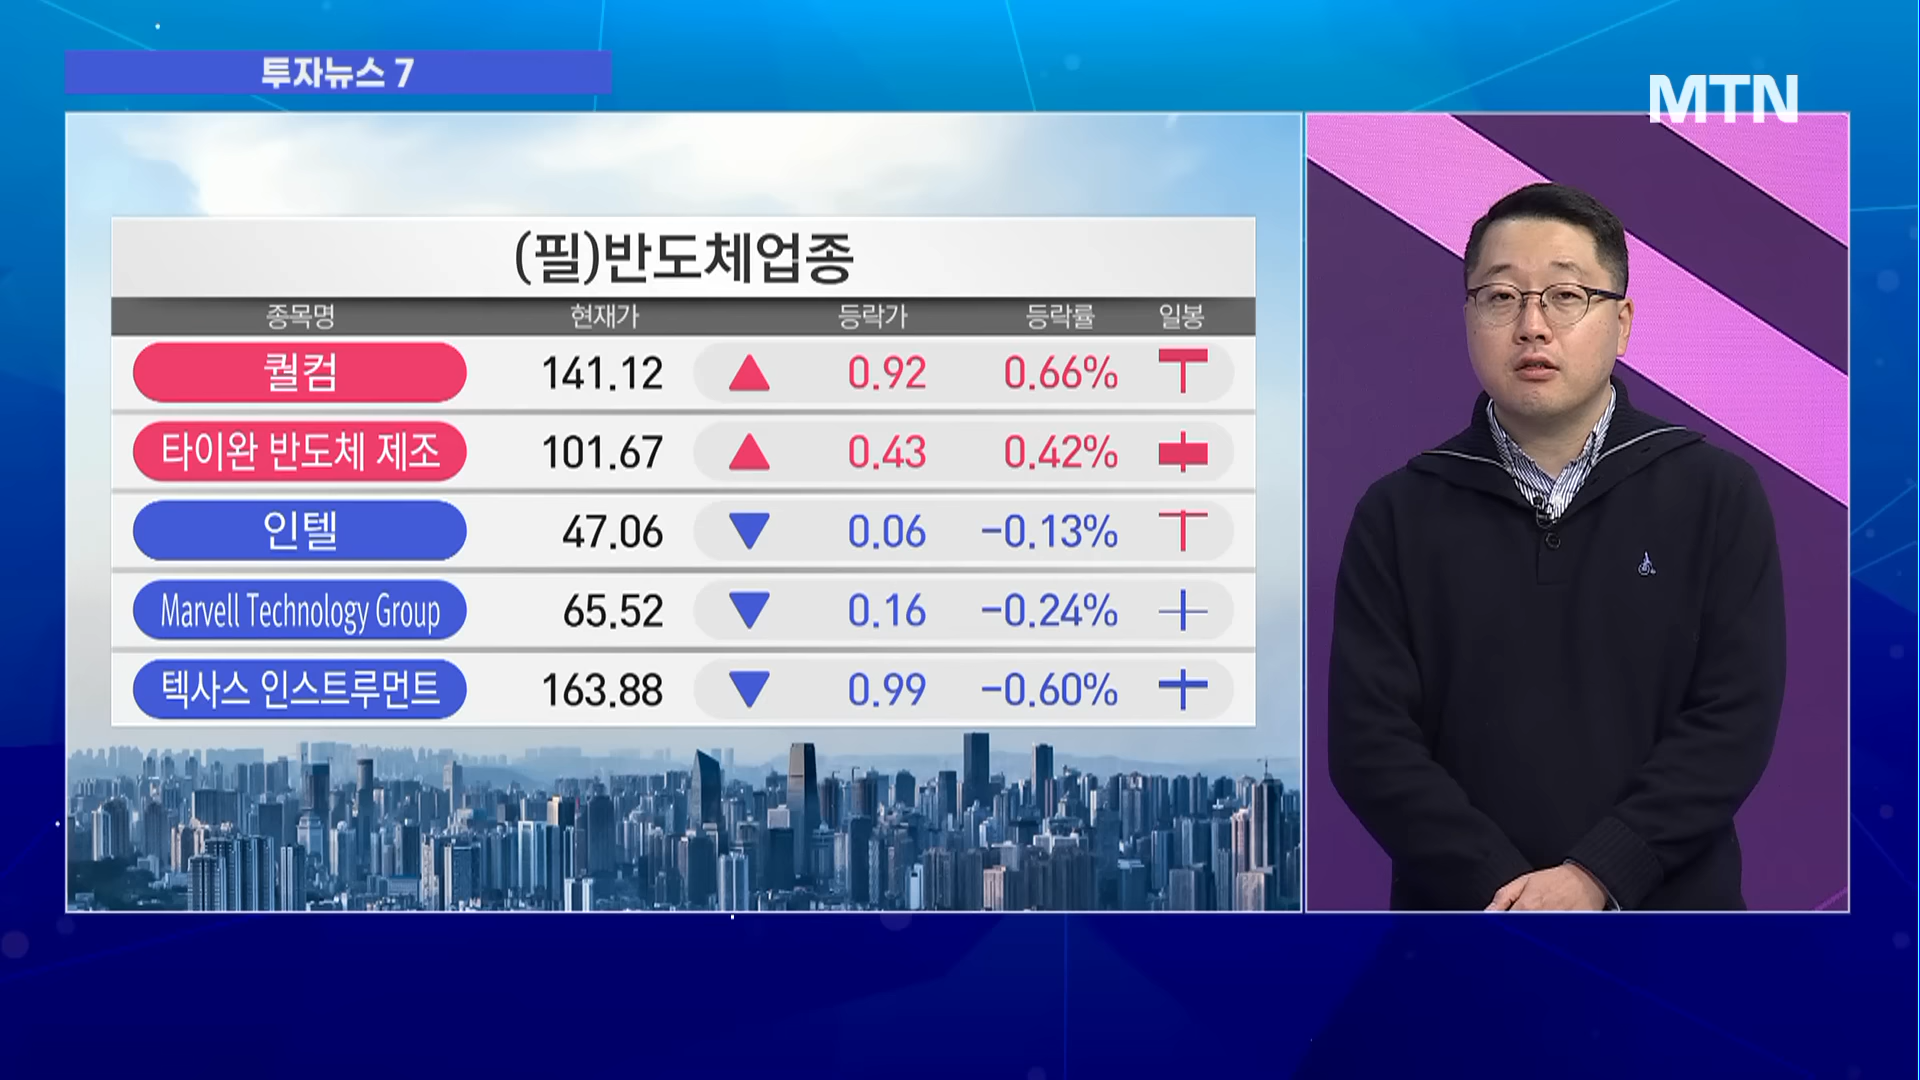 투자뉴스 7
MTN
(필)반도체업종
종목명 현재가 등락가 등락률 일봉
퀄컴 141.12 ▲ 0.92 0.66%
타이완 반도체 제조 101.67 ▲ 0.43 0.42%
인텔 47.06 ▼ 0.06 -0.13%
Marvell Technology Group 65.52 ▼ 0.16 -0.24%
텍사스 인스트루먼트 163.88 ▼ 0.99 -0.60%